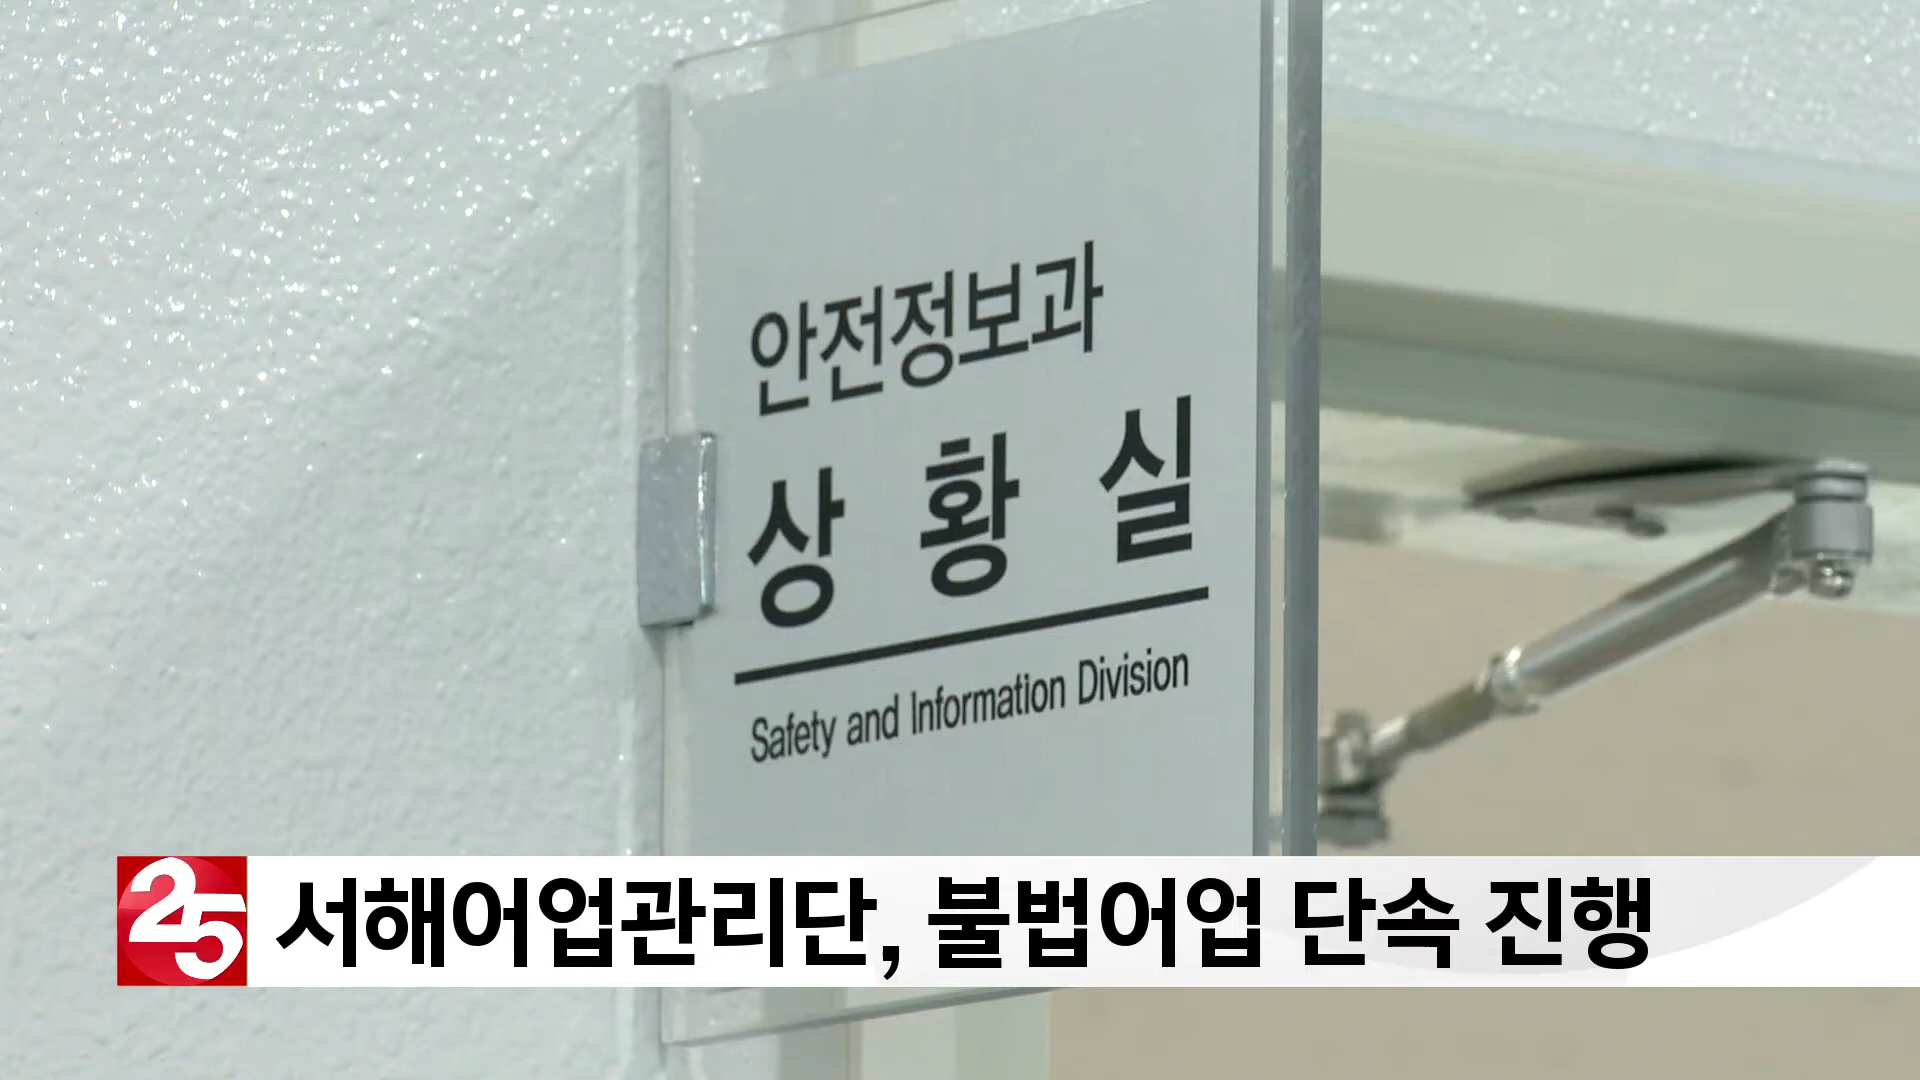 안전정보과
상 황 실
Safety and Information Division
25 서해어업관리단, 불법어업 단속 진행